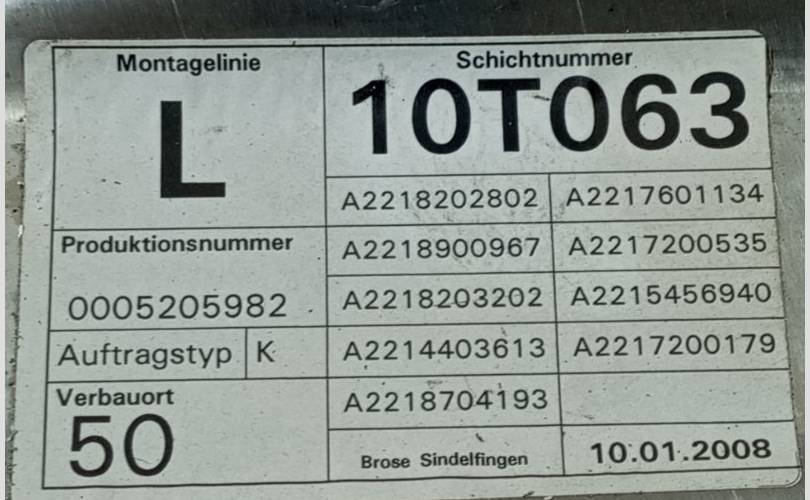 Montagelinie
L
Schichtnummer
10T063
A2218202802 A2217601134
Produktionsnummer
A2218900967 A2217200535
0005205982
A2218203202 A2215456940
Auftragstyp K
A2214403613 A2217200179
Verbauort
50
A2218704193
Brose Sindelfingen
10.01.2008